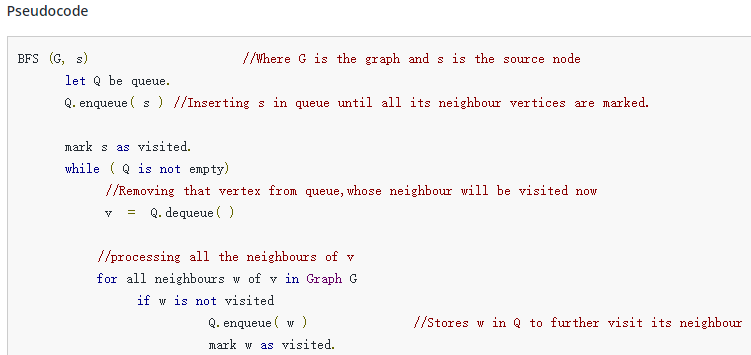 Pseudocode
BFS (G, s)                    //Where G is the graph and s is the source node
let Q be queue.
Q.enqueue( s ) //Inserting s in queue until all its neighbour vertices are marked.
mark s as visited.
while ( Q is not empty)
//Removing that vertex from queue,whose neighbour will be visited now
v  =  Q.dequeue( )
//processing all the neighbours of v
for all neighbours w of v in Graph G
if w is not visited
Q.enqueue( w )             //Stores w in Q to further visit its neighbour
mark w as visited.